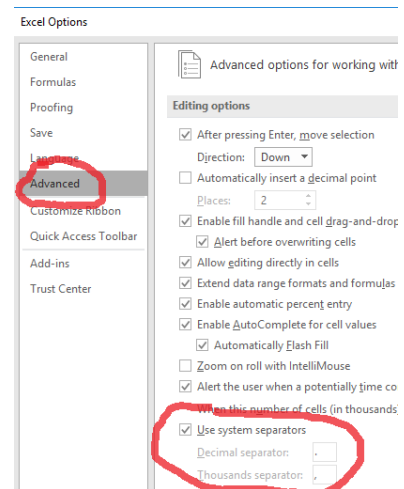 Excel Options
General
Formulas
Proofing
Save
Language
Advanced
Customize Ribbon
Quick Access Toolbar
Add-ins
Trust Center
Advanced options for working with
Editing options
After pressing Enter, move selection
Direction: Down
Automatically insert a decimal point
Places: 2
Enable fill handle and cell drag-and-drop
Alert before overwriting cells
Allow editing directly in cells
Extend data range formats and formulas
Enable automatic percent entry
Enable AutoComplete for cell values
Automatically Flash Fill
Zoom on roll with IntelliMouse
Alert the user when a potentially time co
When this number of cells (in thousands)
Use system separators
Decimal separator: .
Thousands separator: ,